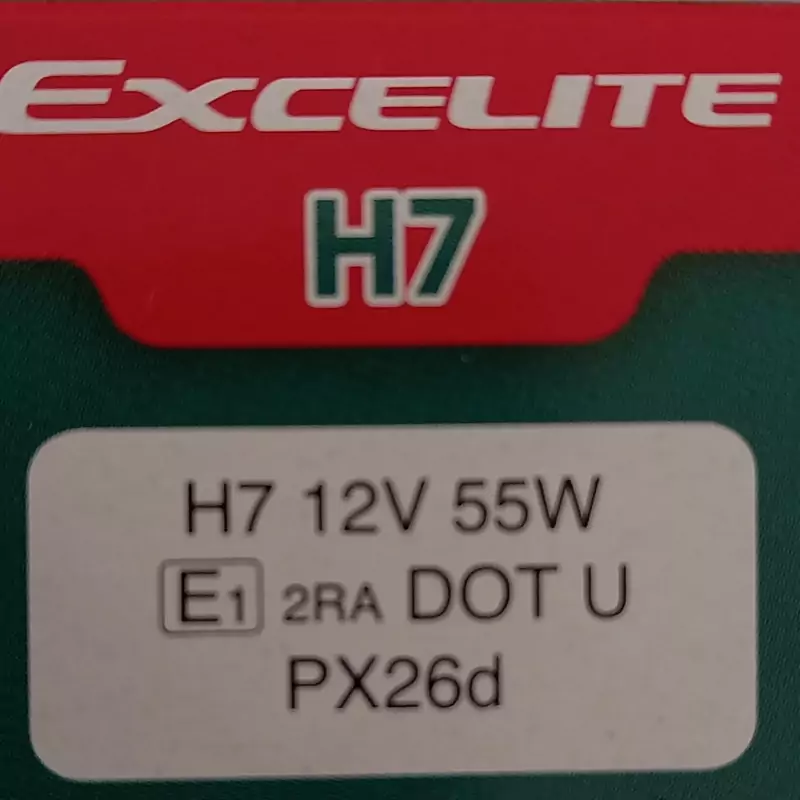 EXCELITE
H7
H7 12V 55W
E1 2RA DOT U
PX26d